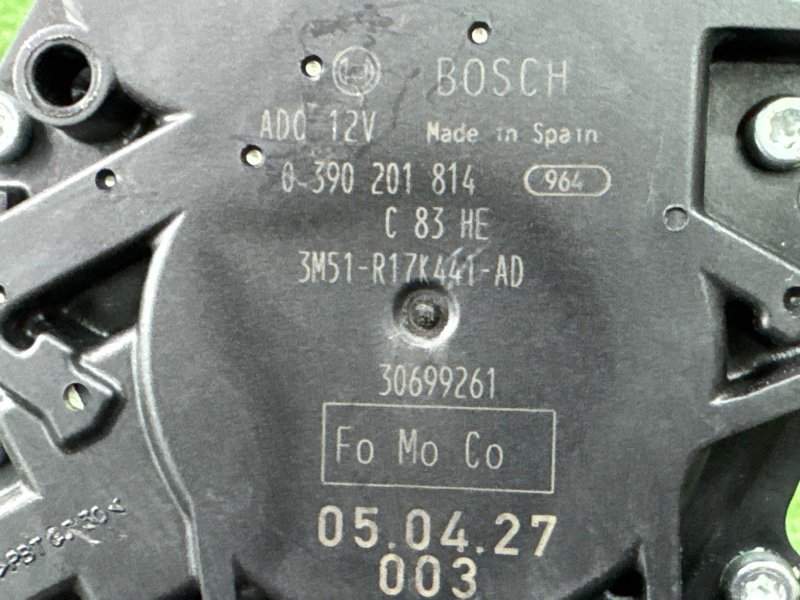 BOSCH
ADO 12V Made in Spain
0 390 201 814 964
C 83 HE
3M51-R17K441-AD
30699261
Fo Mo Co
05.04.27
003